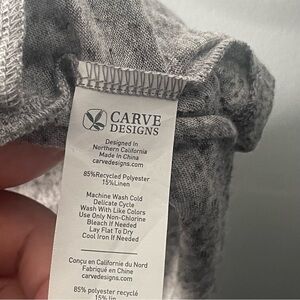 CARVE
DESIGNS
Designed in
Northern California
Made In China
carvedesigns.com
85%Recycled Polyester
15%Linen
Machine Wash Cold
Delicate Cycle
Wash With Like Colors
Use Only Non-Chlorine
Bleach If Needed
Lay Flat To Dry
Cool Iron If Needed
Conçu en Californie du Nord
Fabriqué en Chine
carvedesigns.com
85% polyester recyclé
15% lin